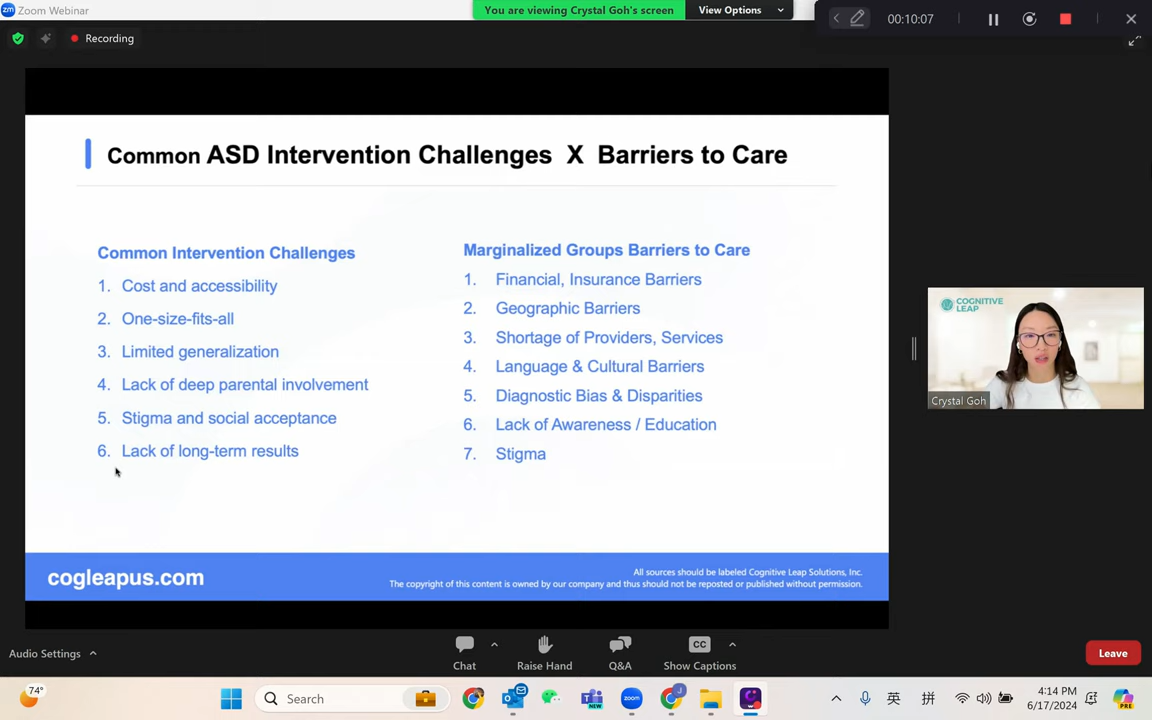 zm Zoom Webinar
You are viewing Crystal Goh's screen
View Options
00:10:07
Recording
Common ASD Intervention Challenges X Barriers to Care
Common Intervention Challenges
1. Cost and accessibility
2. One-size-fits-all
3. Limited generalization
4. Lack of deep parental involvement
5. Stigma and social acceptance
6. Lack of long-term results
Marginalized Groups Barriers to Care
1. Financial, Insurance Barriers
2. Geographic Barriers
3. Shortage of Providers, Services
4. Language & Cultural Barriers
5. Diagnostic Bias & Disparities
6. Lack of Awareness / Education
7. Stigma
COGNITIVE
LEAP
Crystal Goh
cogleapus.com
All sources should be labeled Cognitive Leap Solutions, Inc.
The copyright of this content is owned by our company and thus should not be reposted or published without permission.
Audio Settings
Chat
Raise Hand
Q&A
CC
Show Captions
Leave
74°
Search
NEW
zoom
J
英
拼
4:14 PM
6/17/2024
PRE